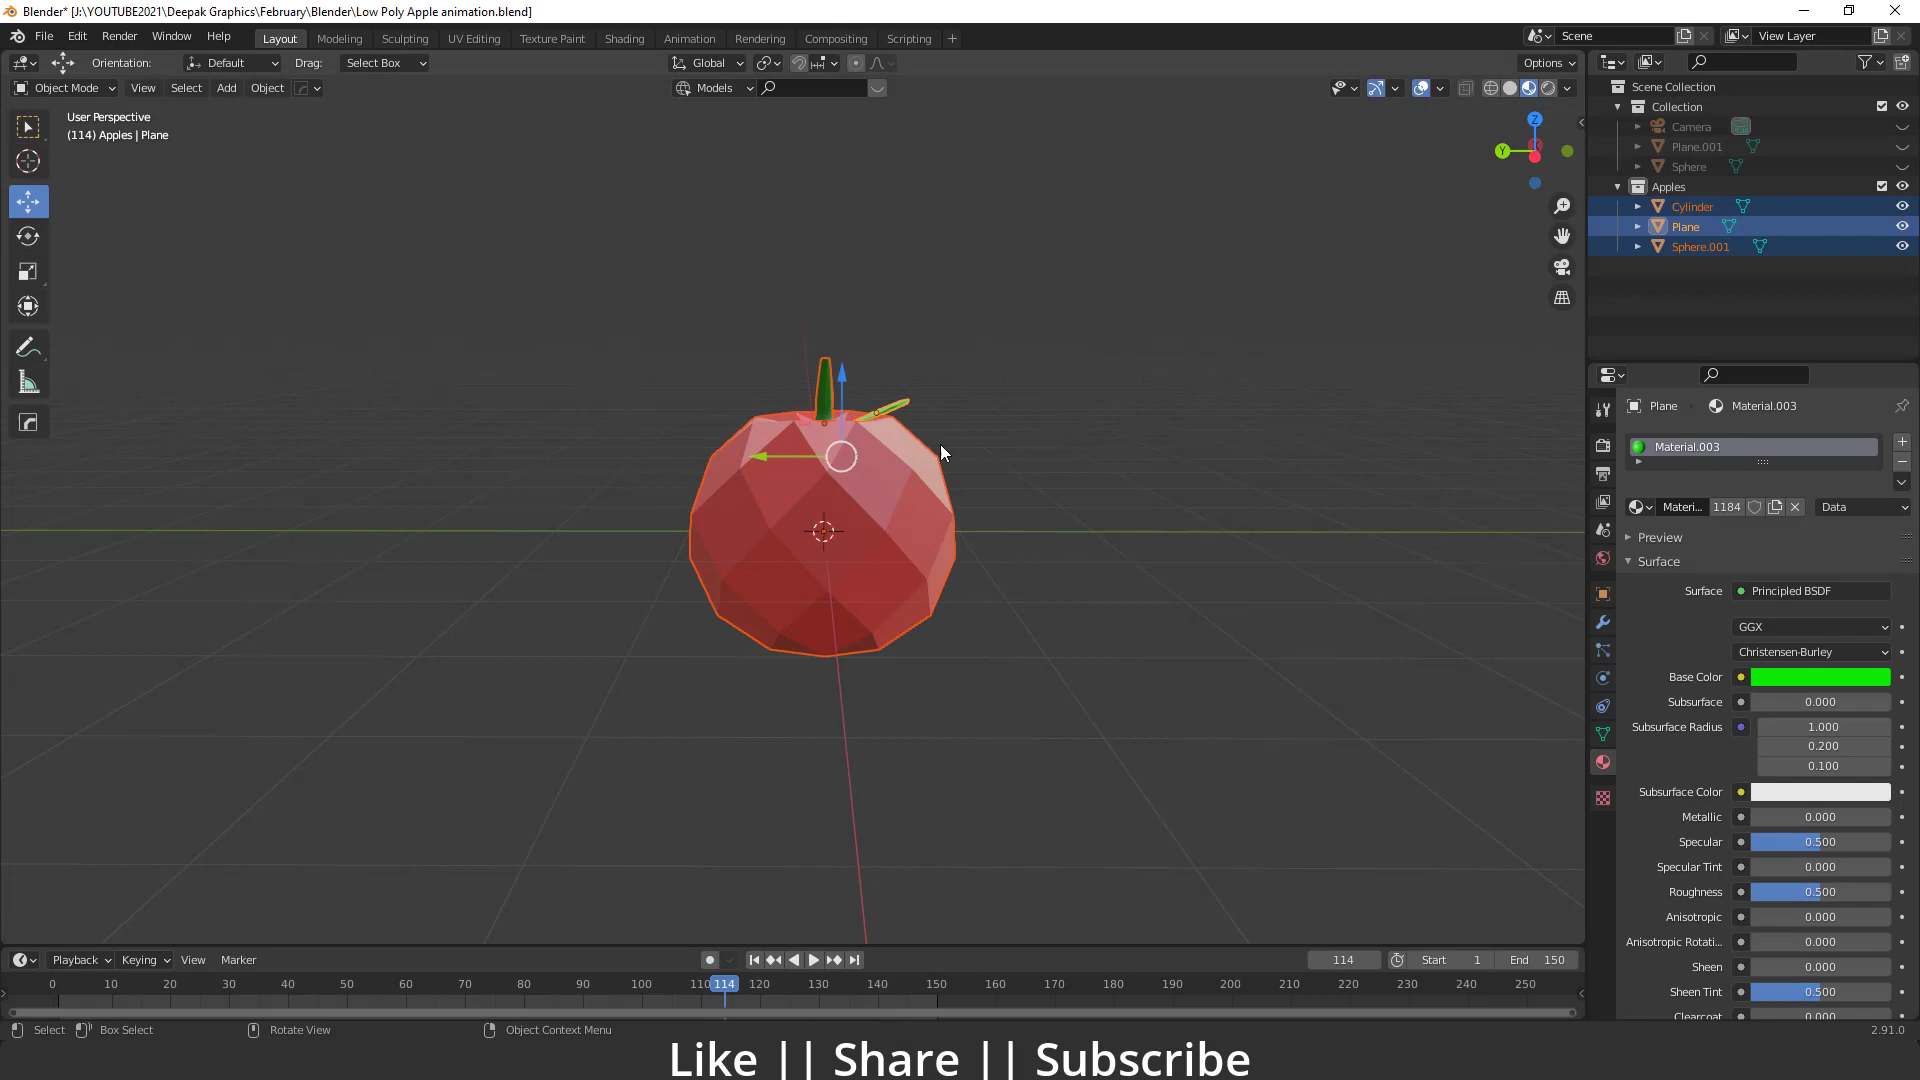 Blender* [J:\YOUTUBE2021\Deepak Graphics\February\Blender\Low Poly Apple animation.blend]
File Edit Render Window Help Layout Modeling Sculpting UV Editing Texture Paint Shading Animation Rendering Compositing Scripting + Scene View Layer
Orientation: Default Drag: Select Box Global Options
Object Mode View Select Add Object Models
User Perspective
(114) Apples | Plane
Z
Y
Scene Collection
Collection
Camera
Plane.001
Sphere
Apples
Cylinder
Plane
Sphere.001
Plane Material.003
Material.003
Materi... 1184 Data
Preview
Surface
Surface Principled BSDF
GGX
Christensen-Burley
Base Color
Subsurface 0.000
Subsurface Radius 1.000
0.200
0.100
Subsurface Color
Metallic 0.000
Specular 0.500
Specular Tint 0.000
Roughness 0.500
Anisotropic 0.000
Anisotropic Rotati... 0.000
Sheen 0.000
Sheen Tint 0.500
Clearcoat 0.000
Playback Keying View Marker 114 Start 1 End 150
0 10 20 30 40 50 60 70 80 90 100 110 114 120 130 140 150 160 170 180 190 200 210 220 230 240 250
Select Box Select Rotate View Object Context Menu 2.91.0
Like || Share || Subscribe